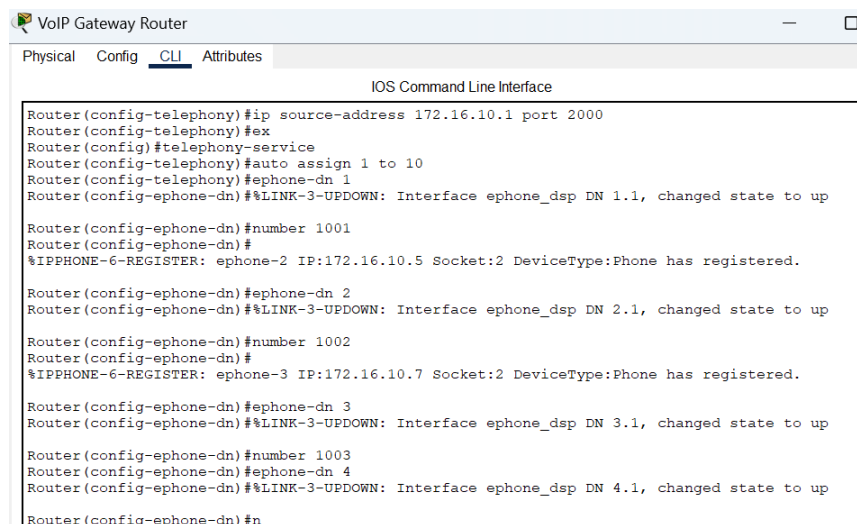 VoIP Gateway Router
Physical Config CLI Attributes
IOS Command Line Interface
Router(config-telephony)#ip source-address 172.16.10.1 port 2000
Router(config-telephony)#ex
Router(config)#telephony-service
Router(config-telephony)#auto assign 1 to 10
Router(config-telephony)#ephone-dn 1
Router(config-ephone-dn)#%LINK-3-UPDOWN: Interface ephone_dsp DN 1.1, changed state to up
Router(config-ephone-dn)#number 1001
Router(config-ephone-dn)#
%IPPHONE-6-REGISTER: ephone-2 IP:172.16.10.5 Socket:2 DeviceType:Phone has registered.
Router(config-ephone-dn)#ephone-dn 2
Router(config-ephone-dn)#%LINK-3-UPDOWN: Interface ephone_dsp DN 2.1, changed state to up
Router(config-ephone-dn)#number 1002
Router(config-ephone-dn)#
%IPPHONE-6-REGISTER: ephone-3 IP:172.16.10.7 Socket:2 DeviceType:Phone has registered.
Router(config-ephone-dn)#ephone-dn 3
Router(config-ephone-dn)#%LINK-3-UPDOWN: Interface ephone_dsp DN 3.1, changed state to up
Router(config-ephone-dn)#number 1003
Router(config-ephone-dn)#ephone-dn 4
Router(config-ephone-dn)#%LINK-3-UPDOWN: Interface ephone_dsp DN 4.1, changed state to up
Router(config-ephone-dn)#n